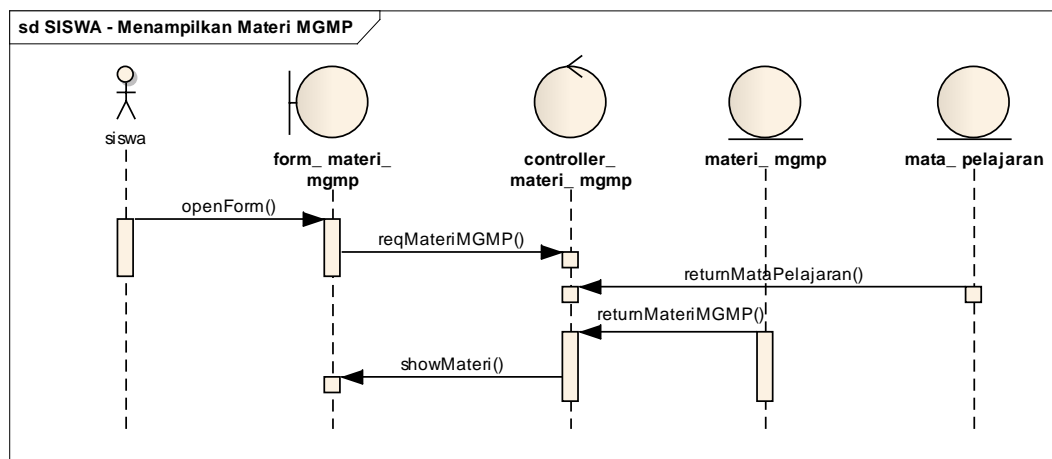 sd SISWA - Menampilkan Materi MGMP
siswa
form_ materi_
mgmp
controller_
materi_ mgmp
materi_ mgmp
mata_ pelajaran
openForm()
reqMateriMGMP()
returnMataPelajaran()
returnMateriMGMP()
showMateri()